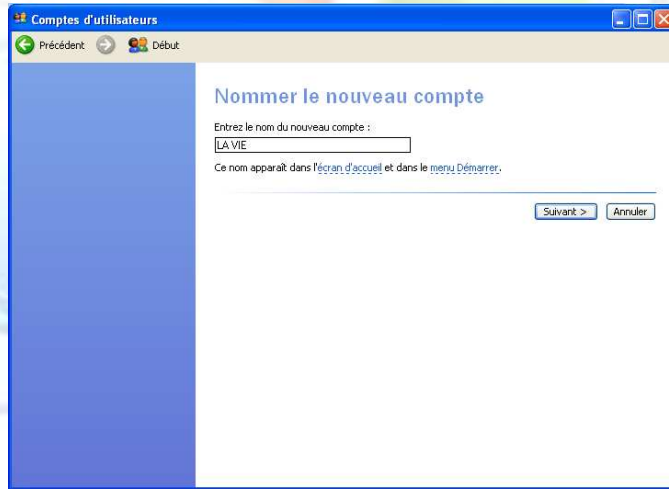 Comptes d'utilisateurs
Précédent Début
Nommer le nouveau compte
Entrez le nom du nouveau compte :
LA VIE
Ce nom apparaît dans l'écran d'accueil et dans le menu Démarrer.
Suivant > Annuler